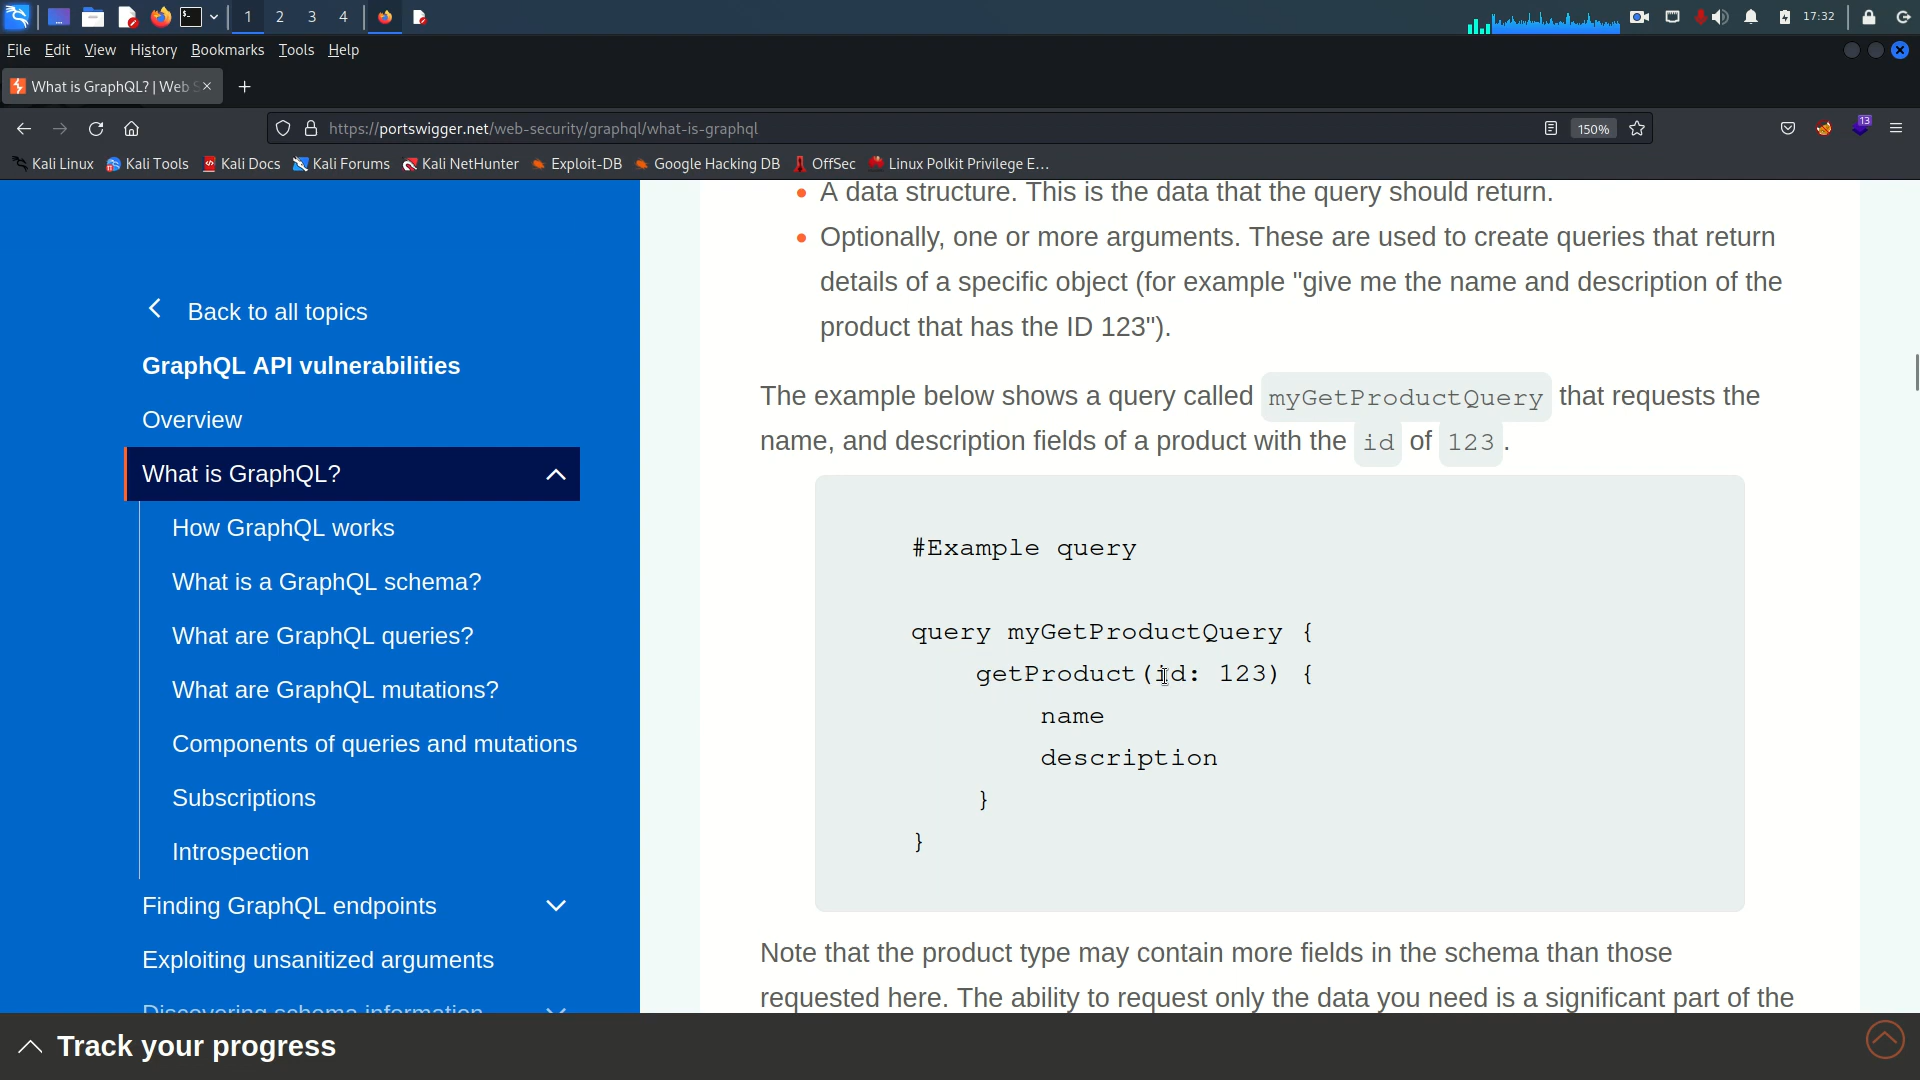 1 2 3 4 17:32
File Edit View History Bookmarks Tools Help
What is GraphQL? | Web S
https://portswigger.net/web-security/graphql/what-is-graphql 150% 13
Kali Linux Kali Tools Kali Docs Kali Forums Kali NetHunter Exploit-DB Google Hacking DB OffSec Linux Polkit Privilege E...
Back to all topics
GraphQL API vulnerabilities
Overview
What is GraphQL?
How GraphQL works
What is a GraphQL schema?
What are GraphQL queries?
What are GraphQL mutations?
Components of queries and mutations
Subscriptions
Introspection
Finding GraphQL endpoints
Exploiting unsanitized arguments
Discovering schema information
A data structure. This is the data that the query should return.
Optionally, one or more arguments. These are used to create queries that return
details of a specific object (for example "give me the name and description of the
product that has the ID 123").
The example below shows a query called myGetProductQuery that requests the
name, and description fields of a product with the id of 123.
#Example query
query myGetProductQuery {
getProduct(id: 123) {
name
description
}
}
Note that the product type may contain more fields in the schema than those
requested here. The ability to request only the data you need is a significant part of the
Track your progress